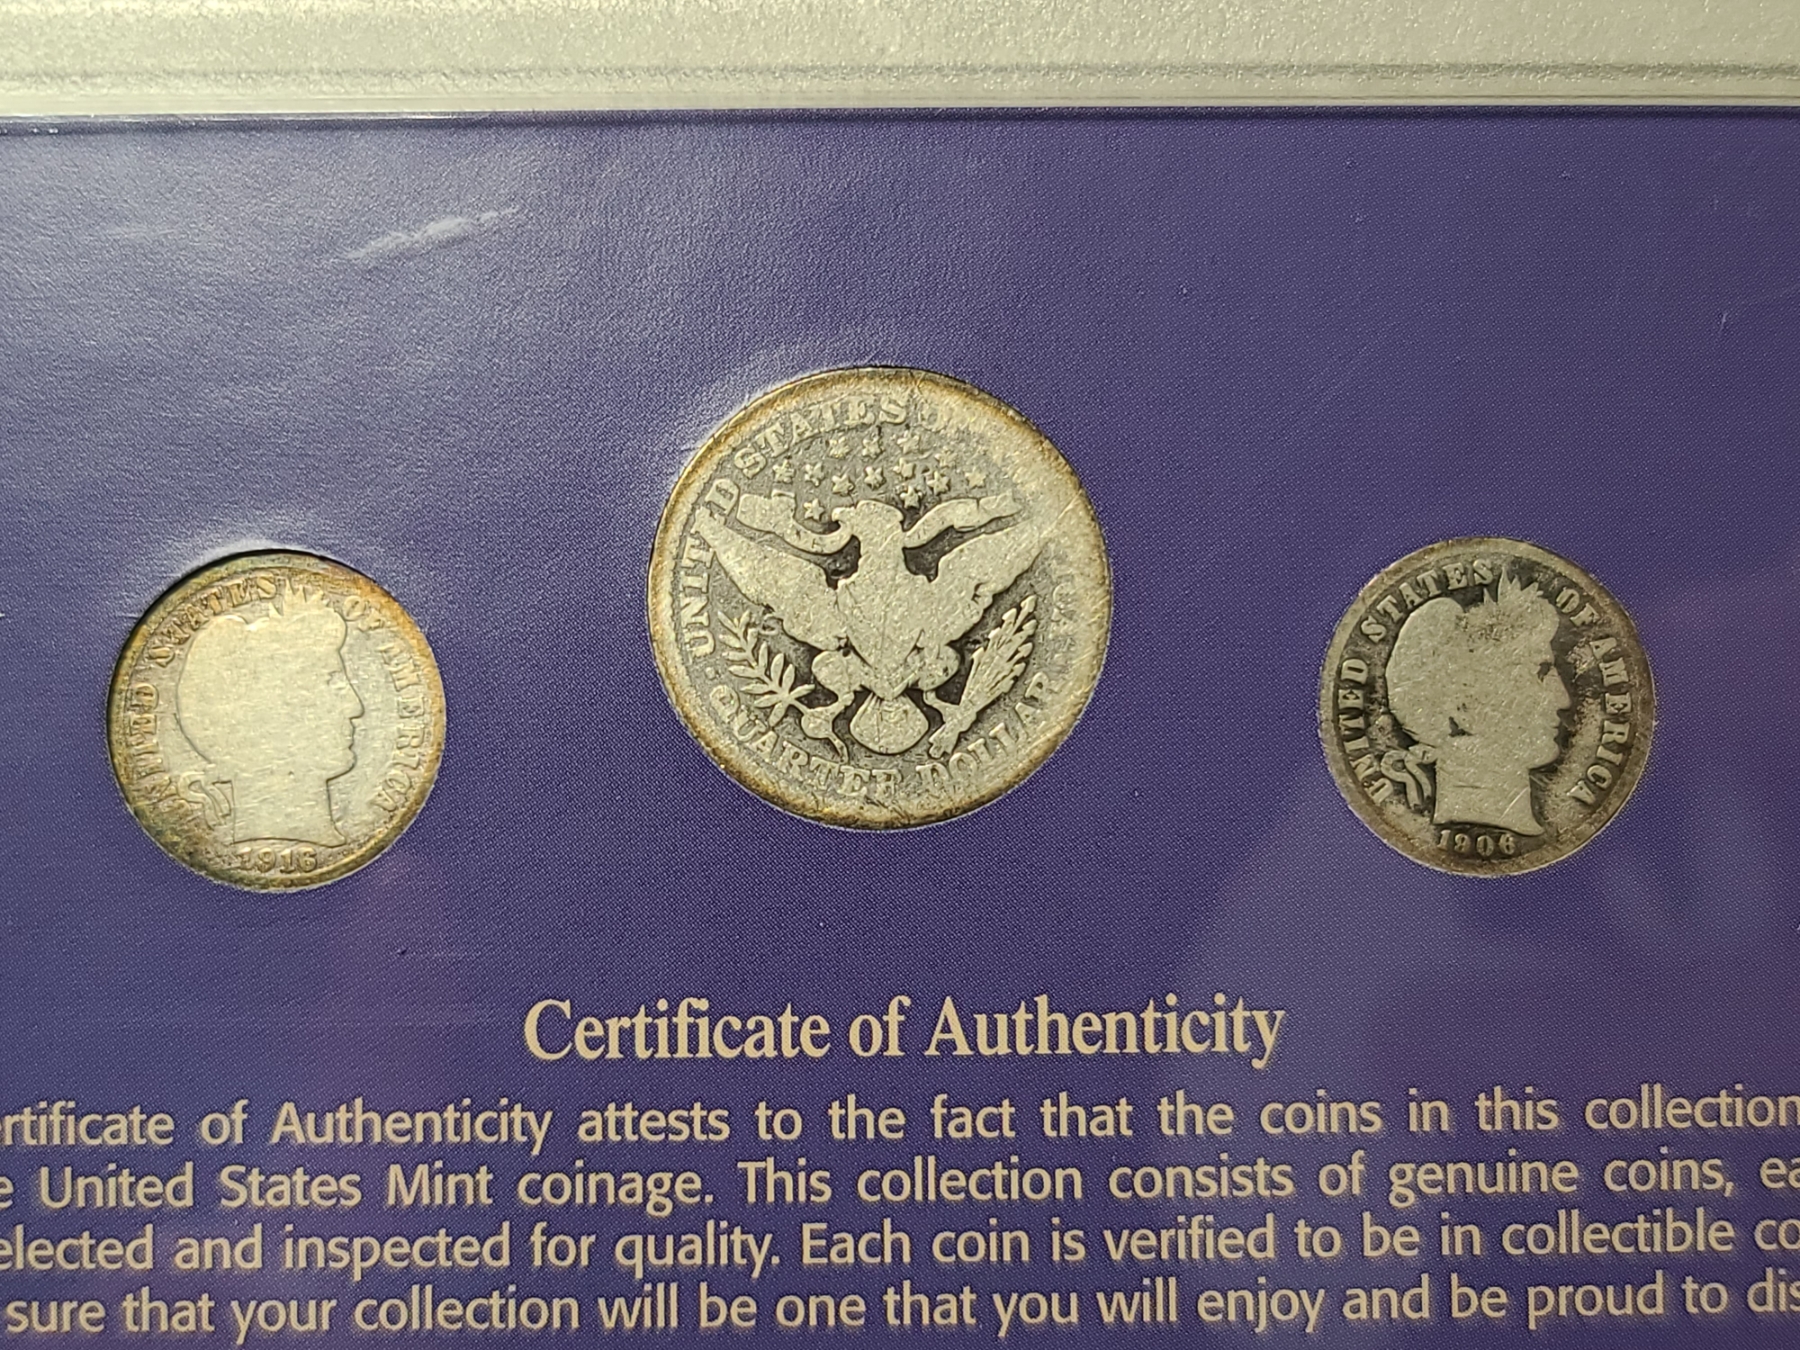 UNITED STATES OF AMERICA
1916
UNITED STATES
QUARTER DOLLAR
UNITED STATES OF AMERICA
1906
Certificate of Authenticity
rtificate of Authenticity attests to the fact that the coins in this collection
e United States Mint coinage. This collection consists of genuine coins, ea
elected and inspected for quality. Each coin is verified to be in collectible co
sure that your collection will be one that you will enjoy and be proud to dis